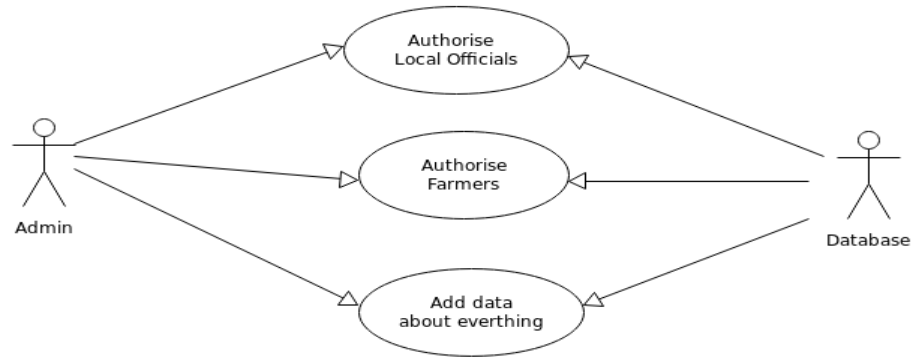 Authorise
Local Officials
Admin
Authorise
Farmers
Database
Add data
about everthing